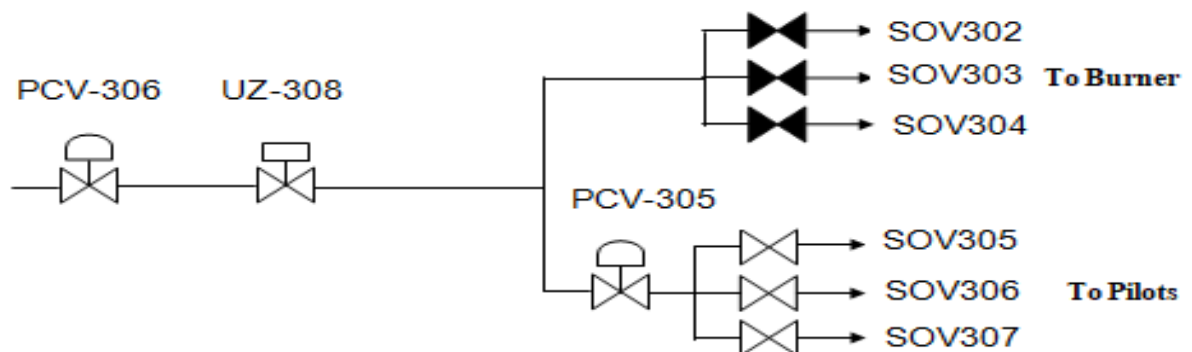 SOV302
PCV-306 UZ-308 SOV303 To Burner
SOV304
PCV-305
SOV305
SOV306 To Pilots
SOV307